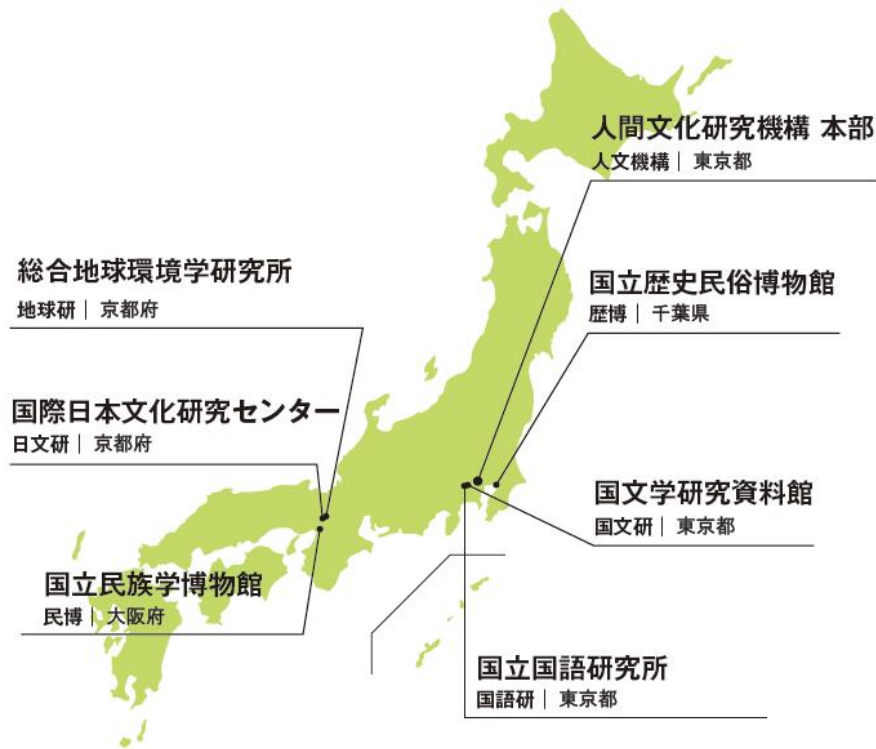 人間文化研究機構 本部
人文機構｜東京都
総合地球環境学研究所
地球研｜京都府
国立歴史民俗博物館
歴博｜千葉県
国際日本文化研究センター
日文研｜京都府
国文学研究資料館
国文研｜東京都
国立民族学博物館
民博｜大阪府
国立国語研究所
国語研｜東京都